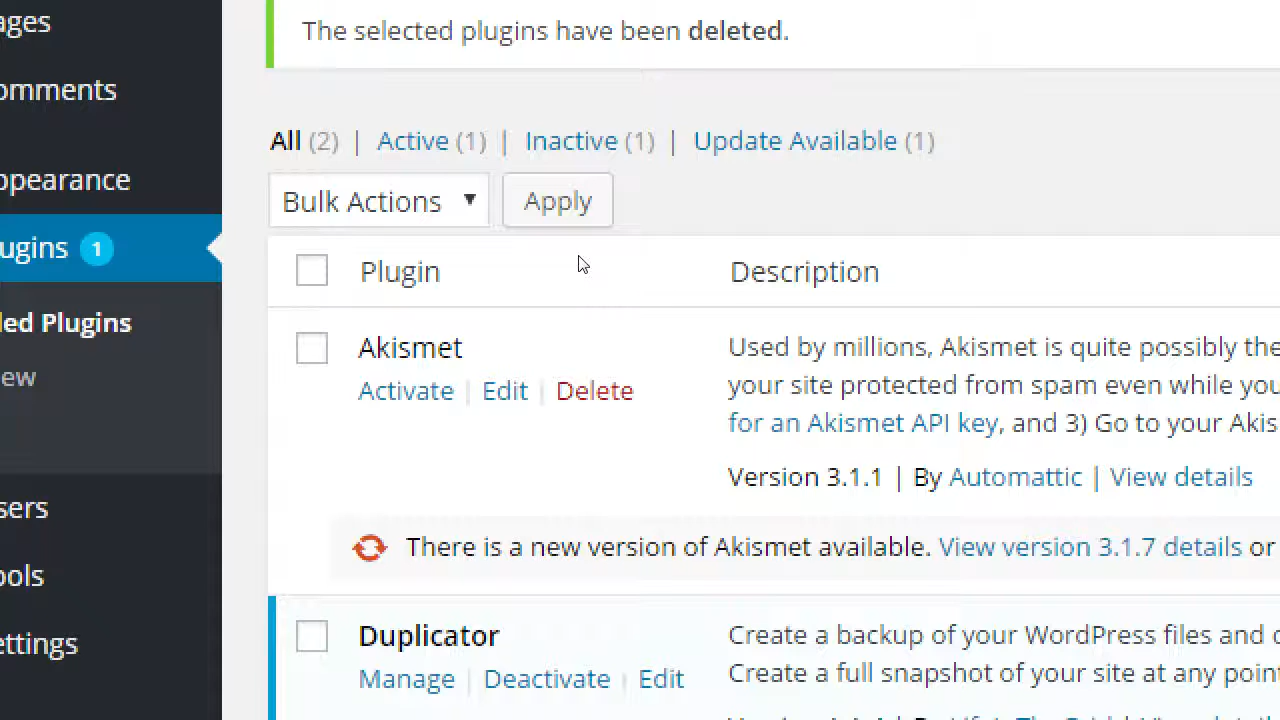 The selected plugins have been deleted.
All (2) | Active (1) | Inactive (1) | Update Available (1)
Bulk Actions ▼ Apply
Plugin Description
Akismet
Activate | Edit | Delete
Used by millions, Akismet is quite possibly the
your site protected from spam even while you
for an Akismet API key, and 3) Go to your Akis
Version 3.1.1 | By Automattic | View details
There is a new version of Akismet available. View version 3.1.7 details or
Duplicator
Manage | Deactivate | Edit
Create a backup of your WordPress files and
Create a full snapshot of your site at any point
ages
omments
ppearance
ugins 1
led Plugins
ew
sers
ools
ettings